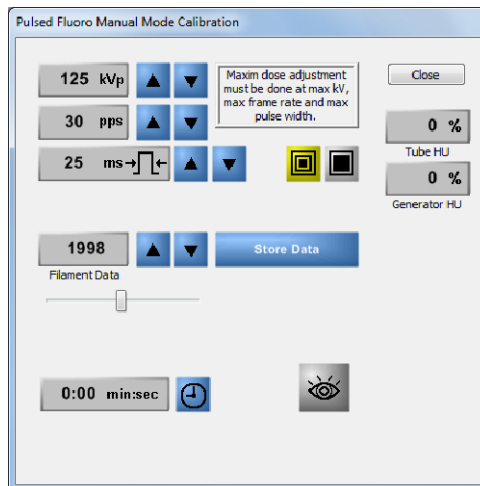 Pulsed Fluoro Manual Mode Calibration
125 kVp
Maxim dose adjustment
must be done at max kV,
max frame rate and max
pulse width.
Close
30 pps
0 %
Tube HU
25 ms
0 %
Generator HU
1998
Store Data
Filament Data
0:00 min:sec